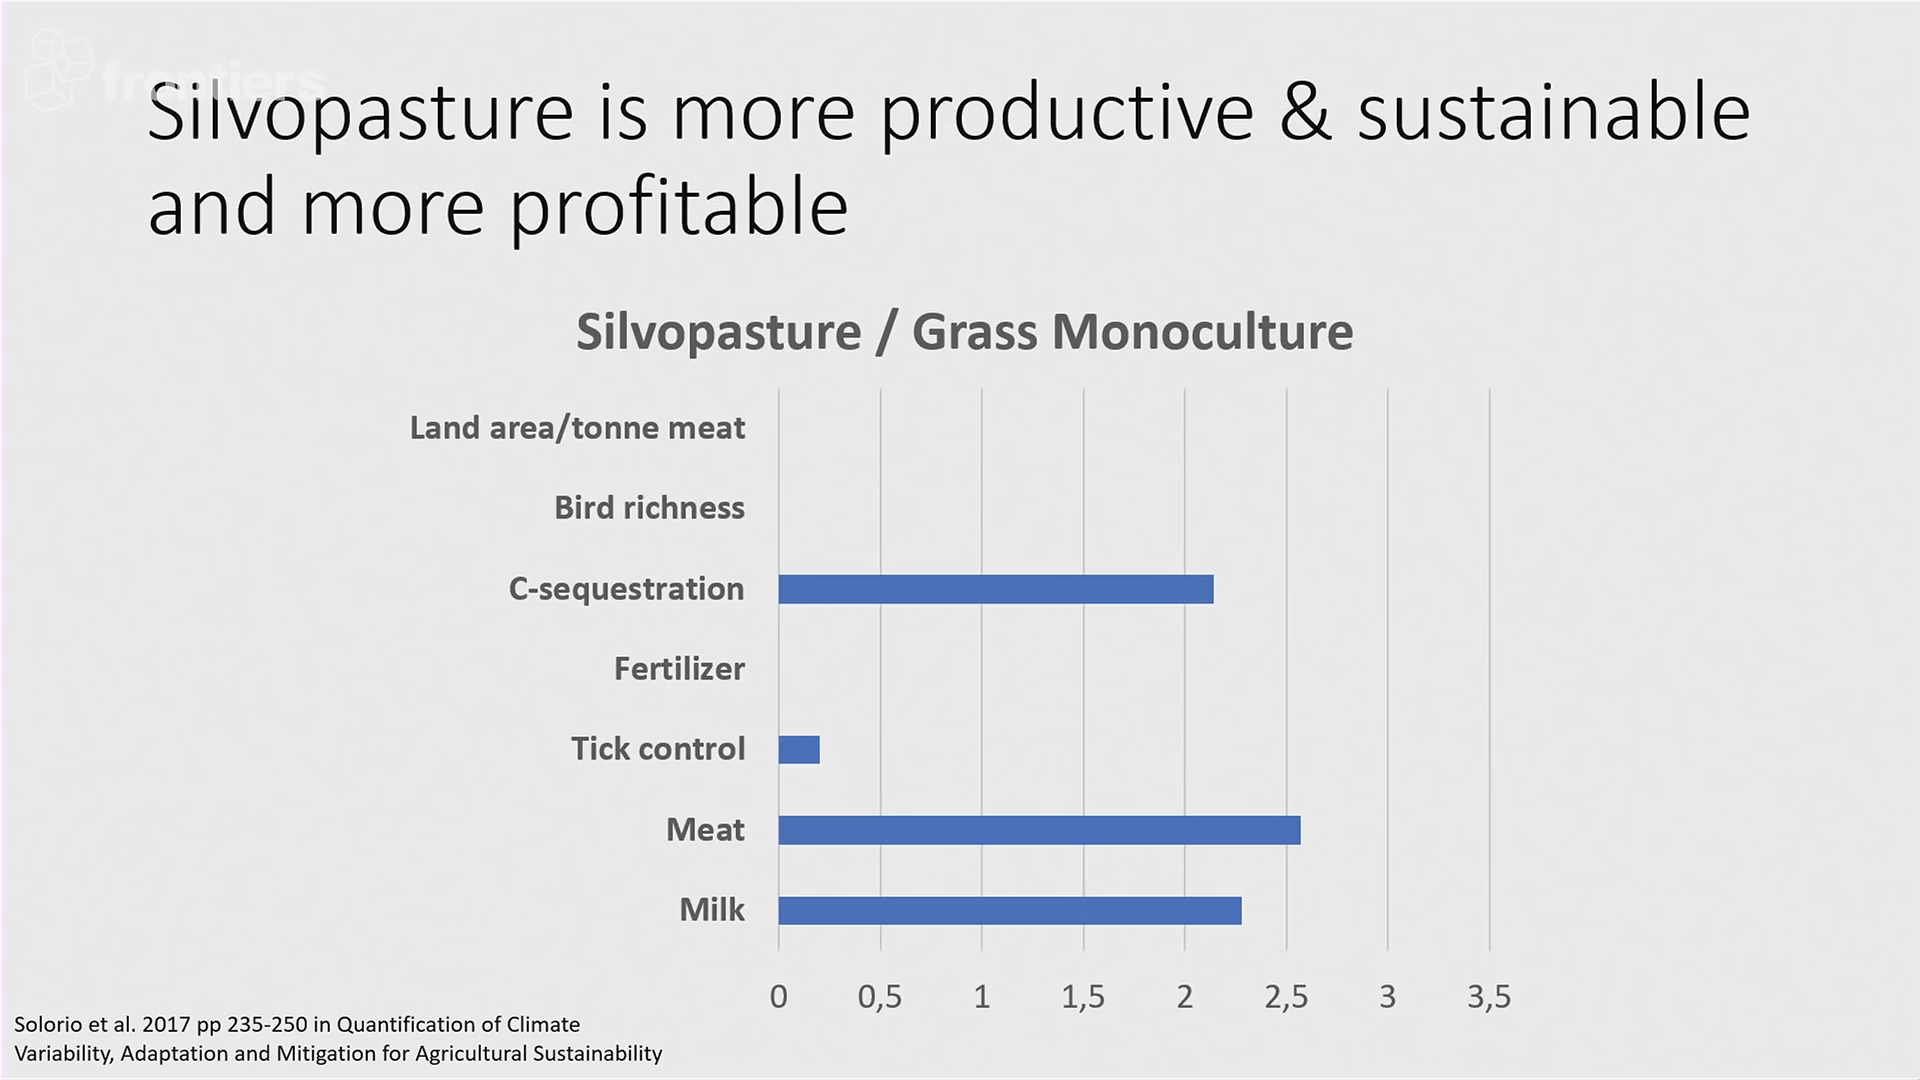 frontiers
Silvopasture is more productive & sustainable
and more profitable
Silvopasture / Grass Monoculture
Land area/tonne meat
Bird richness
C-sequestration
Fertilizer
Tick control
Meat
Milk
0 0,5 1 1,5 2 2,5 3 3,5
Solorio et al. 2017 pp 235-250 in Quantification of Climate
Variability, Adaptation and Mitigation for Agricultural Sustainability